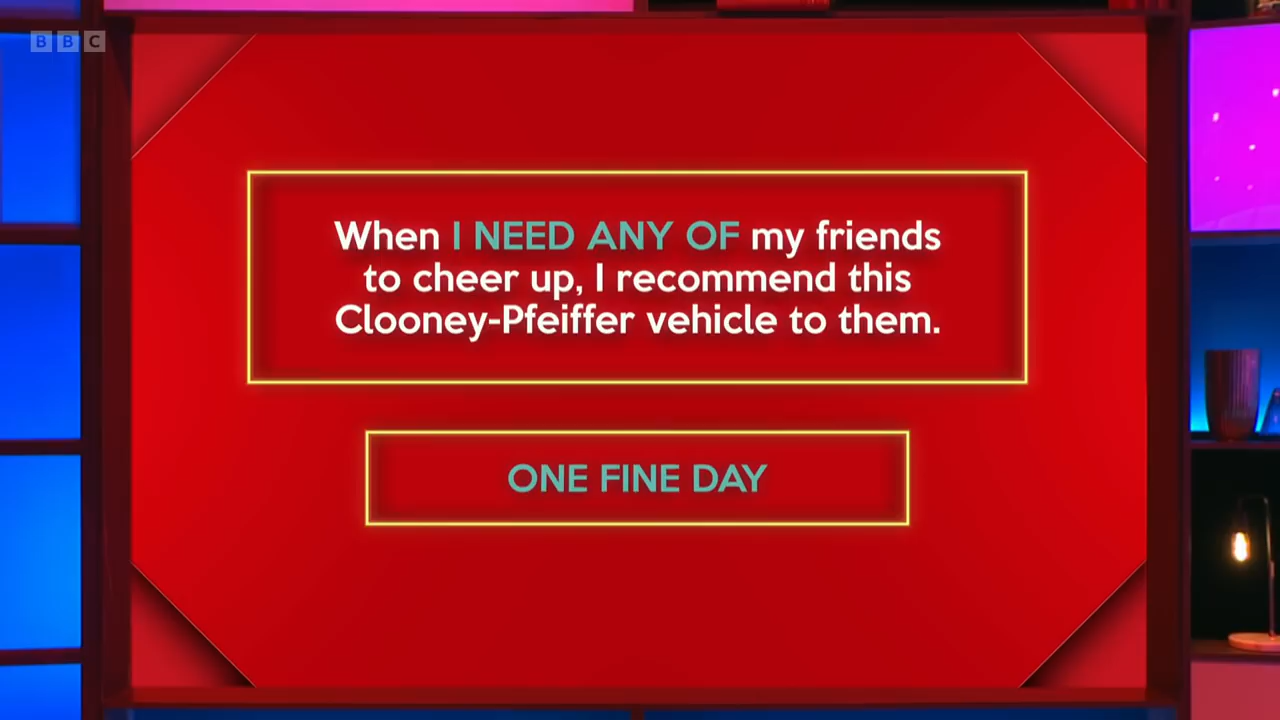 BBC
When I NEED ANY OF my friends
to cheer up, I recommend this
Clooney-Pfeiffer vehicle to them.
ONE FINE DAY